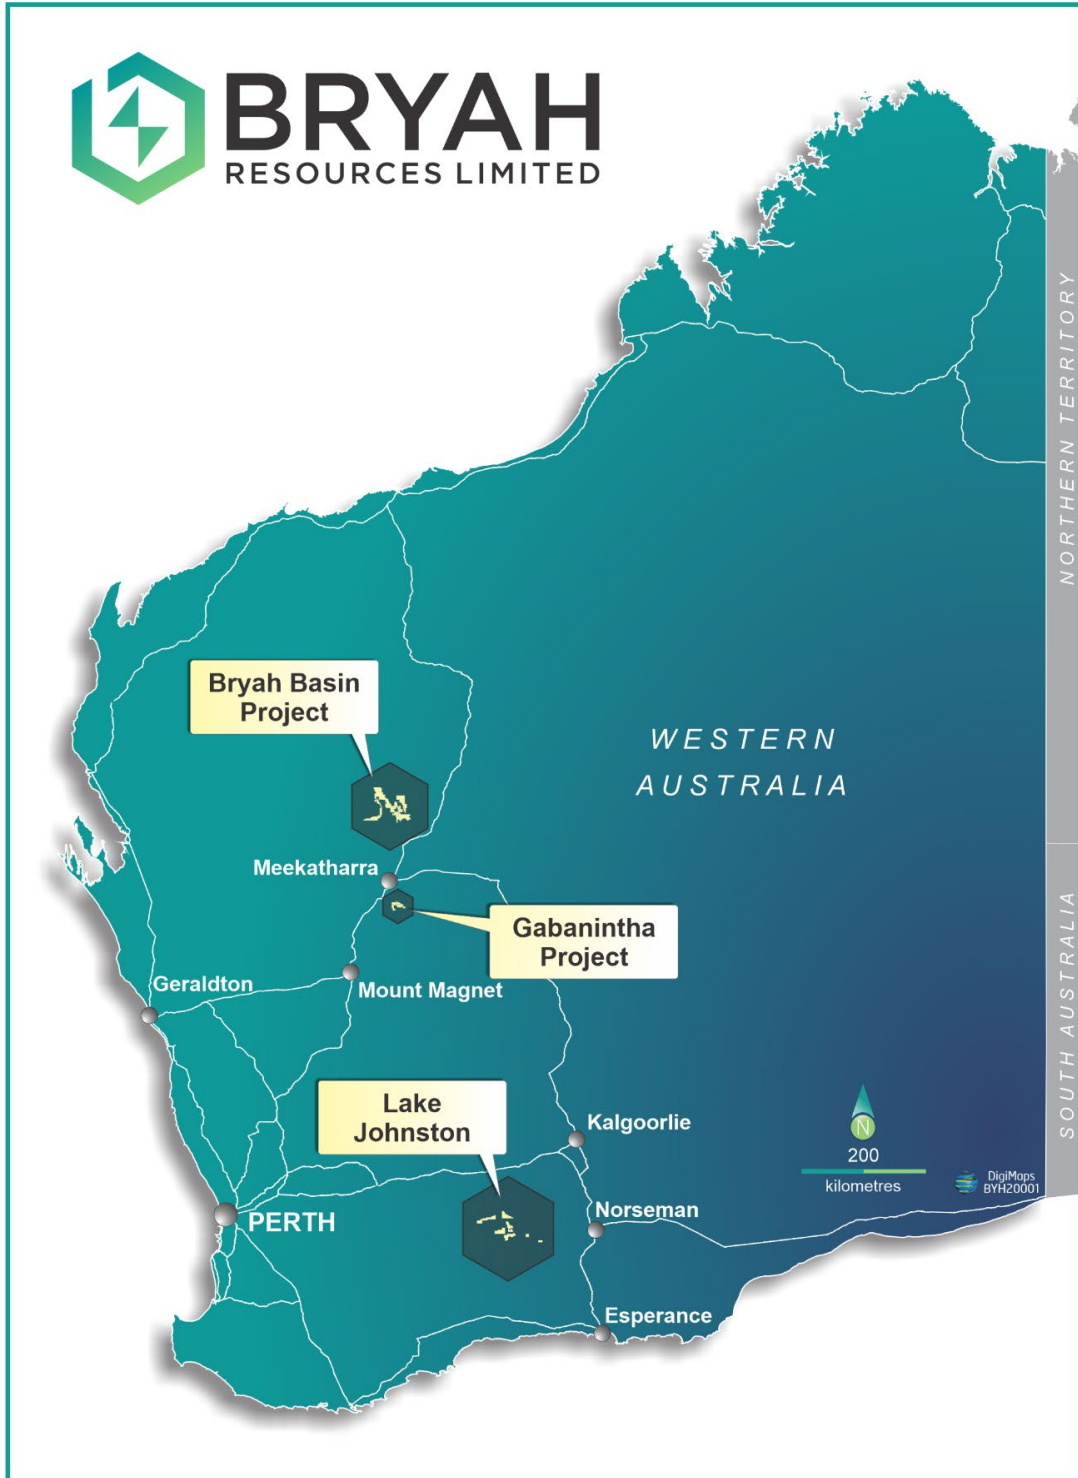 BRYAH
RESOURCES LIMITED
NORTHERN TERRITORY
Bryah Basin
Project
WESTERN
AUSTRALIA
Meekatharra
Gabanintha
Project
Geraldton
Mount Magnet
SOUTH AUSTRALIA
Lake
Johnston
Kalgoorlie
N
200
kilometres
DigiMaps
BYH20001
PERTH
Norseman
Esperance